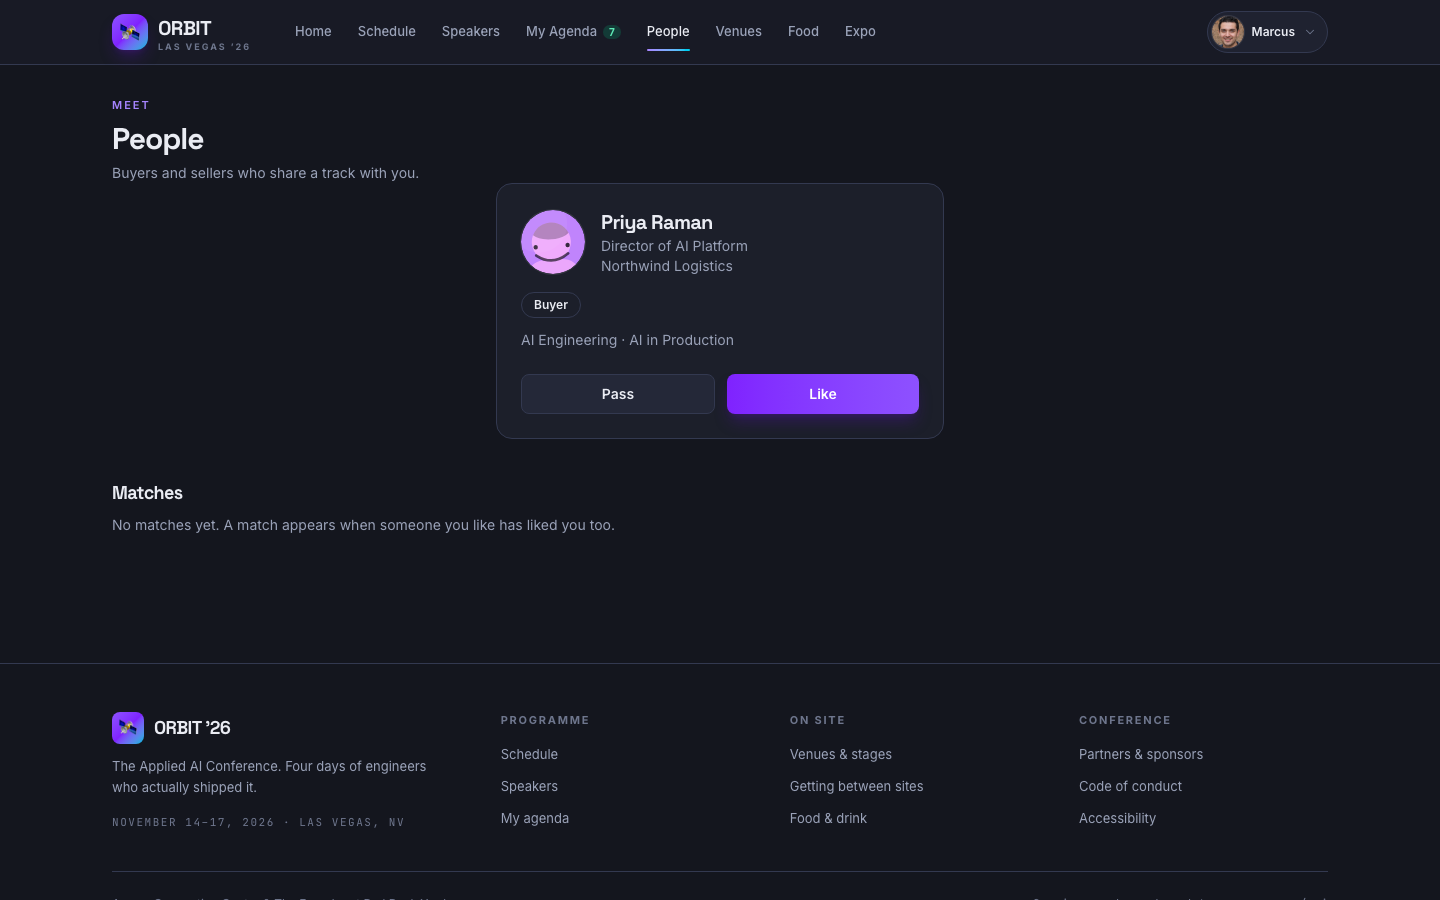 ORBIT
LAS VEGAS '26
Home
Schedule
Speakers
My Agenda 7
People
Venues
Food
Expo
Marcus
MEET
People
Buyers and sellers who share a track with you.
Priya Raman
Director of AI Platform
Northwind Logistics
Buyer
AI Engineering · AI in Production
Pass
Like
Matches
No matches yet. A match appears when someone you like has liked you too.
ORBIT '26
The Applied AI Conference. Four days of engineers
who actually shipped it.
NOVEMBER 14–17, 2026 · LAS VEGAS, NV
PROGRAMME
Schedule
Speakers
My agenda
ON SITE
Venues & stages
Getting between sites
Food & drink
CONFERENCE
Partners & sponsors
Code of conduct
Accessibility